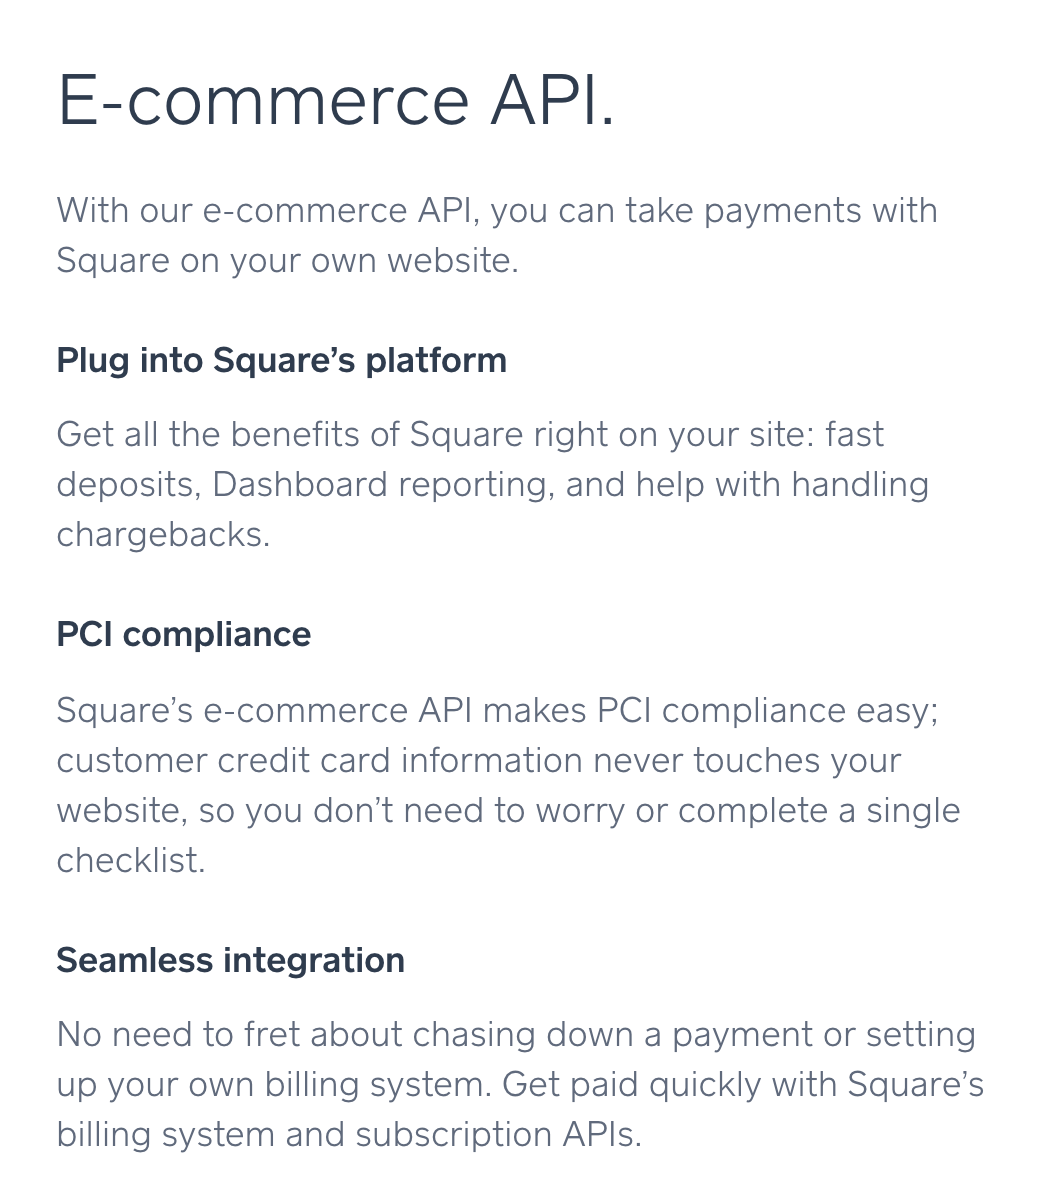 E-commerce API.
With our e-commerce API, you can take payments with
Square on your own website.
Plug into Square’s platform
Get all the benefits of Square right on your site: fast
deposits, Dashboard reporting, and help with handling
chargebacks.
PCI compliance
Square’s e-commerce API makes PCI compliance easy;
customer credit card information never touches your
website, so you don’t need to worry or complete a single
checklist.
Seamless integration
No need to fret about chasing down a payment or setting
up your own billing system. Get paid quickly with Square’s
billing system and subscription APIs.